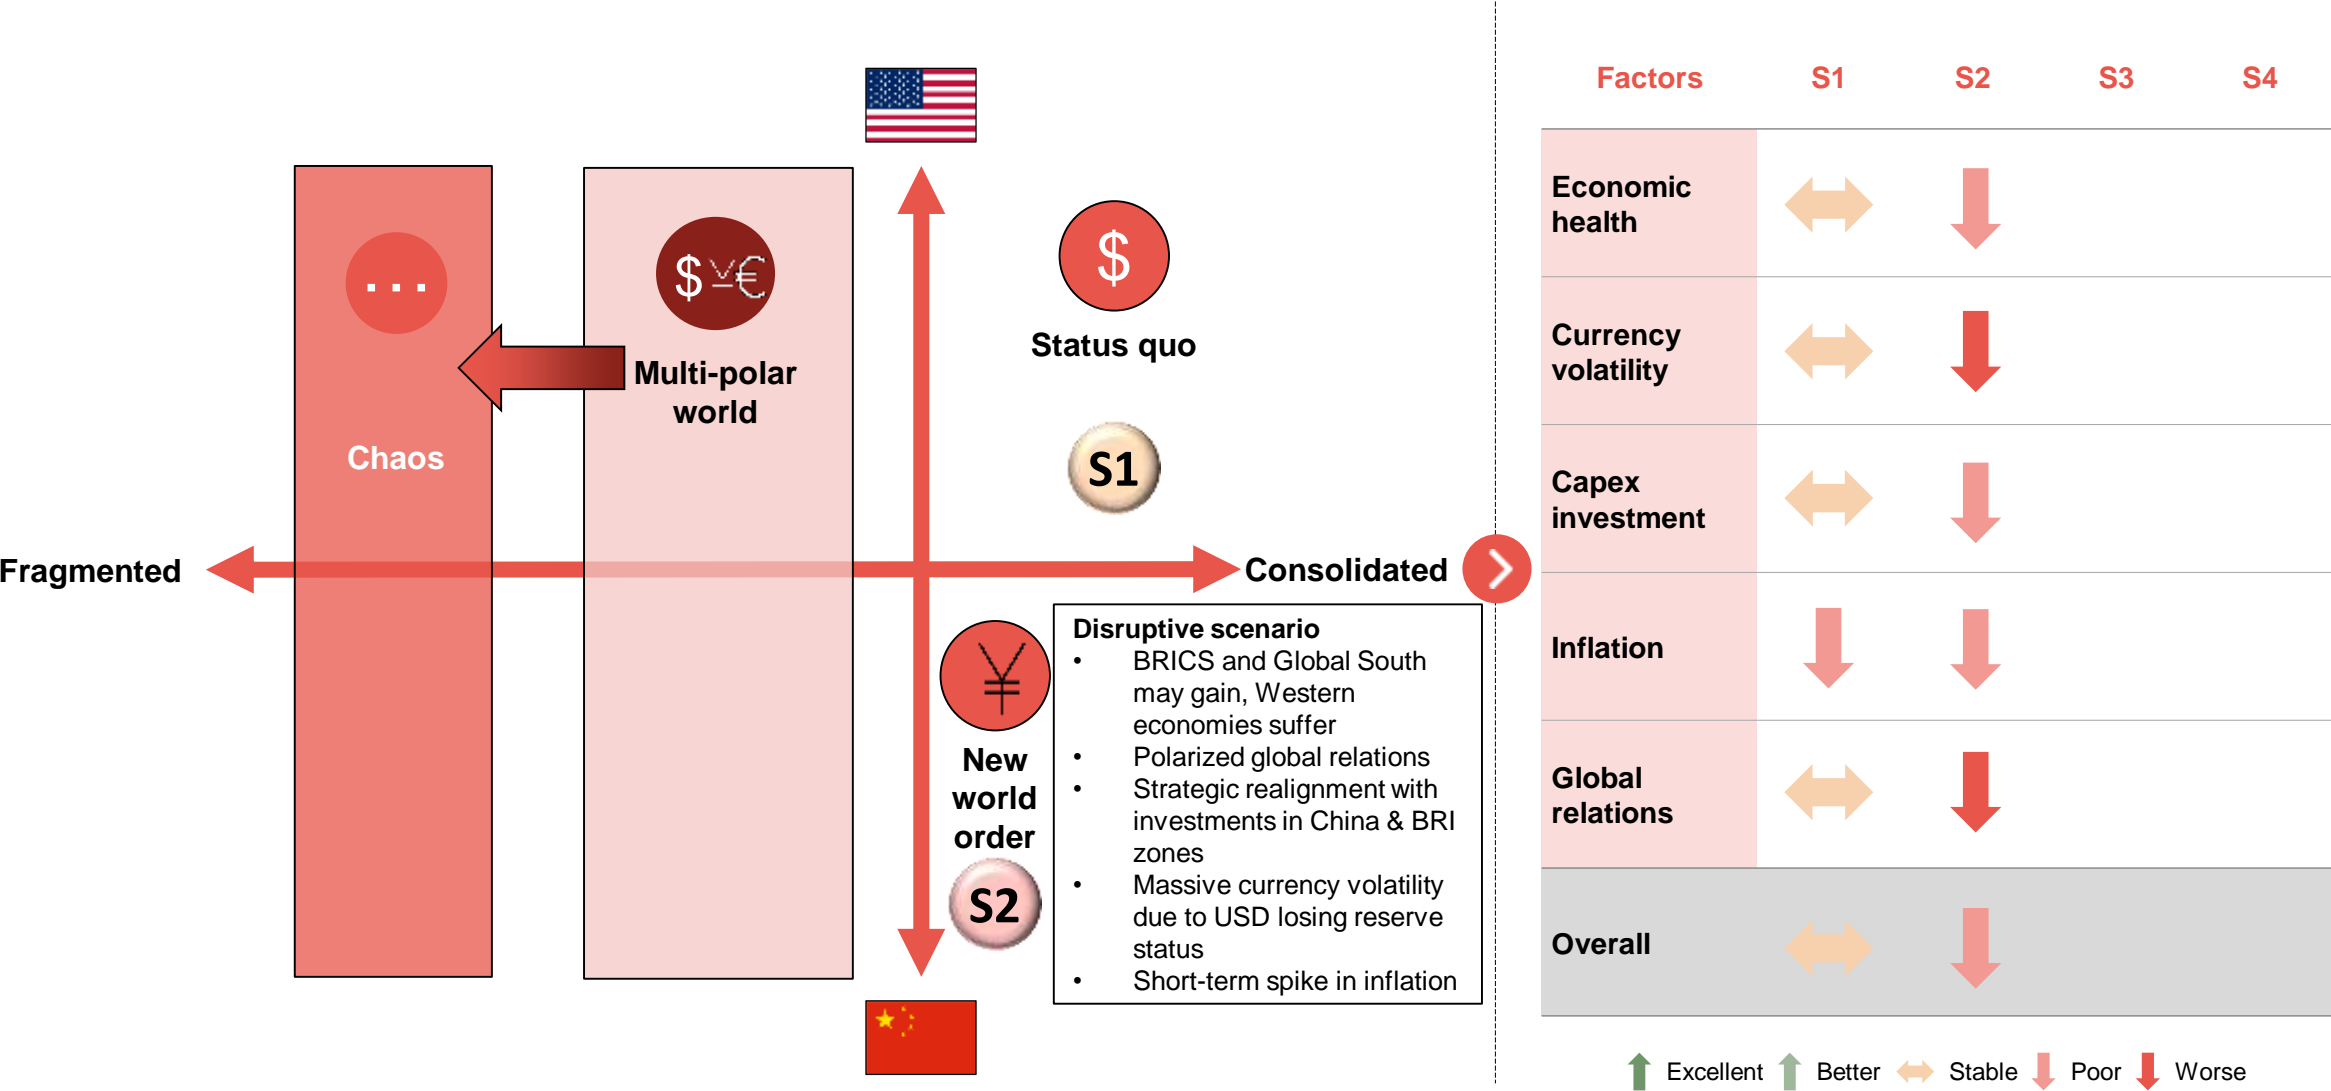 $
...
$¥€
Status quo
Multi-polar
world
Chaos
S1
Fragmented
Consolidated
¥
New
world
order
S2
Disruptive scenario
• BRICS and Global South
may gain, Western
economies suffer
• Polarized global relations
• Strategic realignment with
investments in China & BRI
zones
• Massive currency volatility
due to USD losing reserve
status
• Short-term spike in inflation
Factors S1 S2 S3 S4
Economic
health
Currency
volatility
Capex
investment
Inflation
Global
relations
Overall
Excellent Better Stable Poor Worse